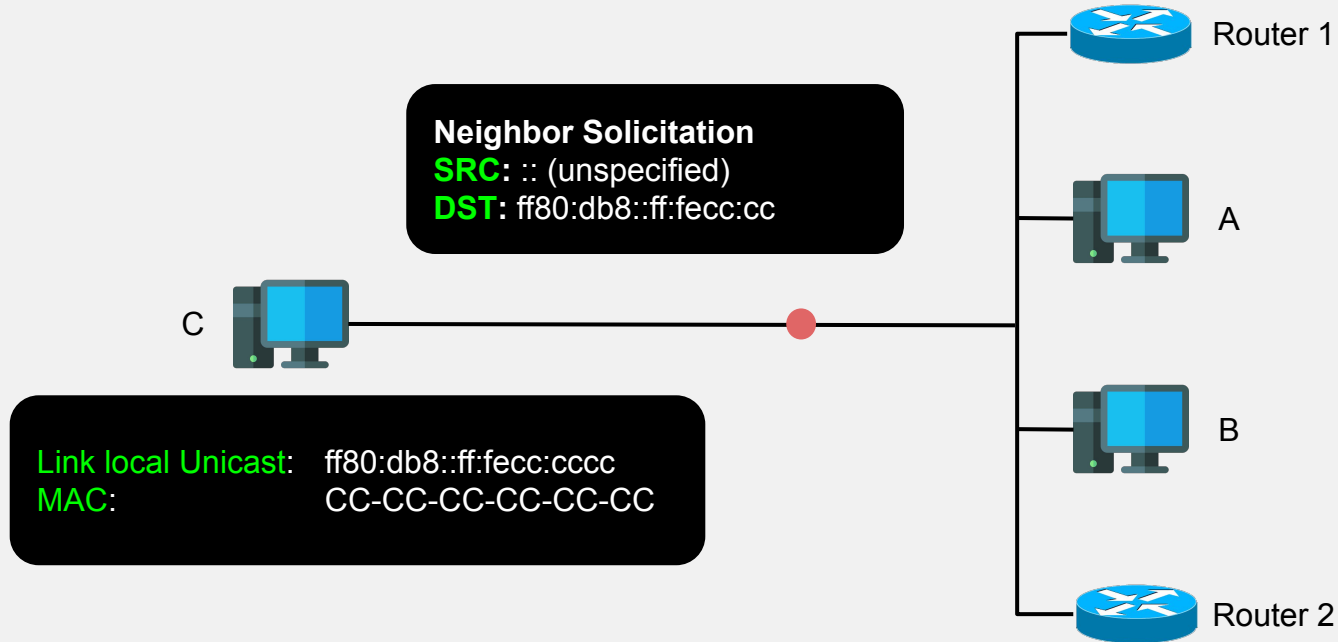 Router 1
Neighbor Solicitation
SRC: :: (unspecified)
DST: ff80:db8::ff:fecc:cc
A
C
B
Link local Unicast: ff80:db8::ff:fecc:cccc
MAC: CC-CC-CC-CC-CC-CC
Router 2